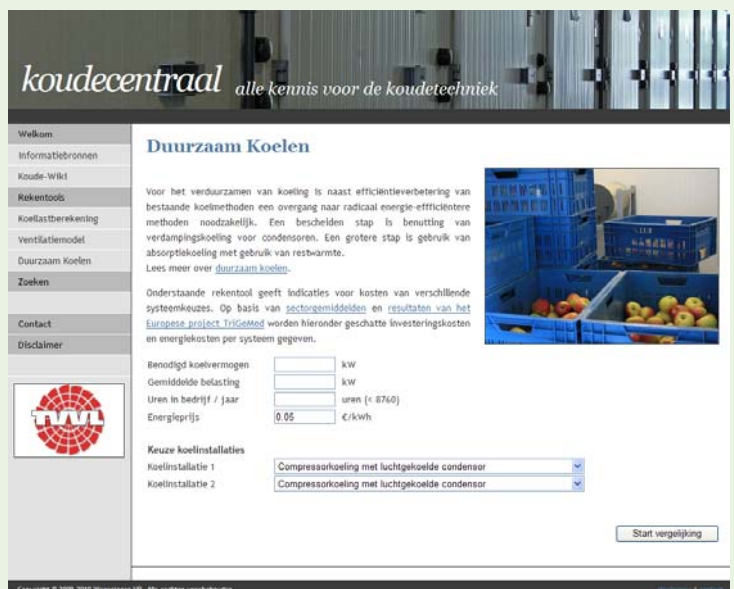 koudecentraal alle kennis voor de koudetechniek
Welkom
Informatiebronnen
Koude-Wiki
Rekentools
Koellastberekening
Ventilatiemodel
Duurzaam Koelen
Zoeken
Contact
Disclaimer
Duurzaam Koelen
Voor het verduurzamen van koeling is naast efficiëntieverbetering van
bestaande koelmethoden een overgang naar radicaal energie-effficiëntere
methoden noodzakelijk. Een bescheiden stap is benutting van
verdampingskoeling voor condensoren. Een grotere stap is gebruik van
absorptiekoeling met gebruik van restwarmte.
Lees meer over duurzaam koelen.
Onderstaande rekentool geeft indicaties voor kosten van verschillende
systeemkeuzes. Op basis van sectorgemiddelden en resultaten van het
Europese project TriGeMed worden hieronder geschatte investeringskosten
en energiekosten per systeem gegeven.
Benodigd koelvermogen kW
Gemiddelde belasting kW
Uren in bedrijf / jaar uren (< 8760)
Energieprijs 0.05 €/kWh
Keuze koelinstallaties
Koelinstallatie 1 Compressorkoeling met luchtgekoelde condensor
Koelinstallatie 2 Compressorkoeling met luchtgekoelde condensor
Start vergelijking